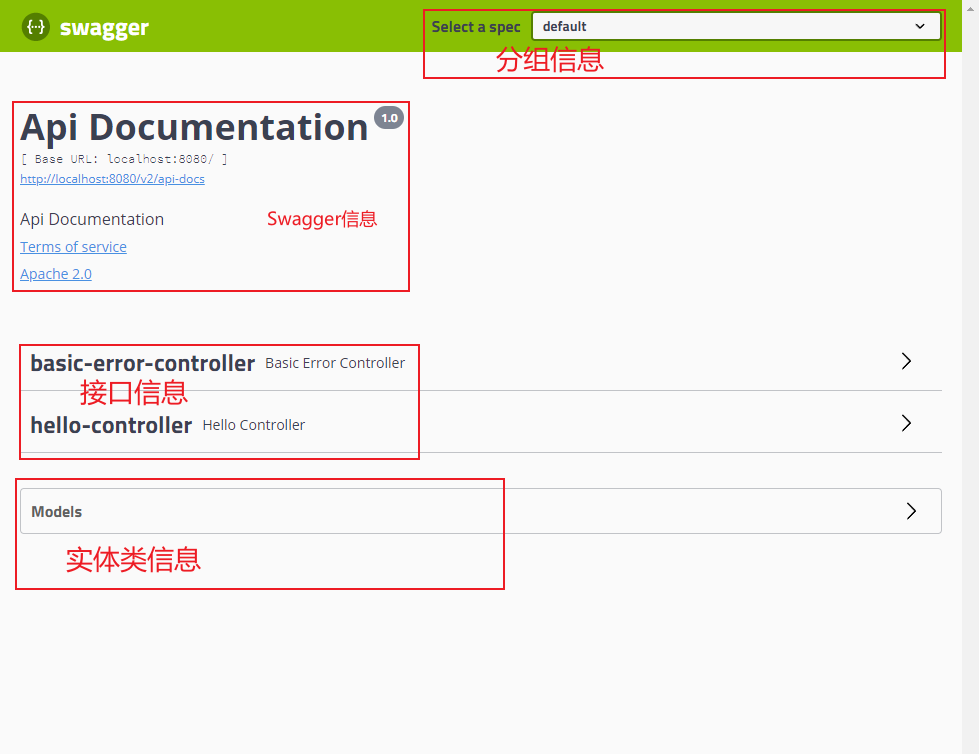 {···} swagger
Select a spec default
分组信息
Api Documentation 1.0
[ Base URL: localhost:8080/ ]
http://localhost:8080/v2/api-docs
Api Documentation
Swagger信息
Terms of service
Apache 2.0
basic-error-controller Basic Error Controller
接口信息
hello-controller Hello Controller
Models
实体类信息